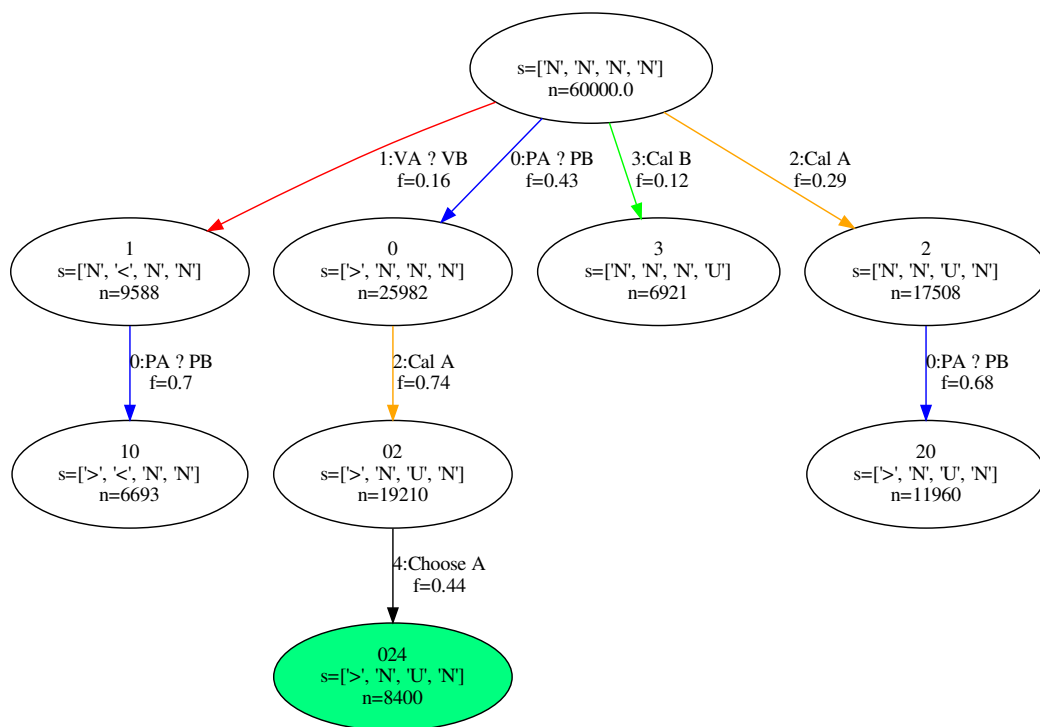 s=['N', 'N', 'N', 'N']
n=60000.0
1:VA ? VB
f=0.16
0:PA ? PB
f=0.43
3:Cal B
f=0.12
2:Cal A
f=0.29
1
s=['N', '<', 'N', 'N']
n=9588
0
s=['>', 'N', 'N', 'N']
n=25982
3
s=['N', 'N', 'N', 'U']
n=6921
2
s=['N', 'N', 'U', 'N']
n=17508
0:PA ? PB
f=0.7
2:Cal A
f=0.74
0:PA ? PB
f=0.68
10
s=['>', '<', 'N', 'N']
n=6693
02
s=['>', 'N', 'U', 'N']
n=19210
20
s=['>', 'N', 'U', 'N']
n=11960
4:Choose A
f=0.44
024
s=['>', 'N', 'U', 'N']
n=8400